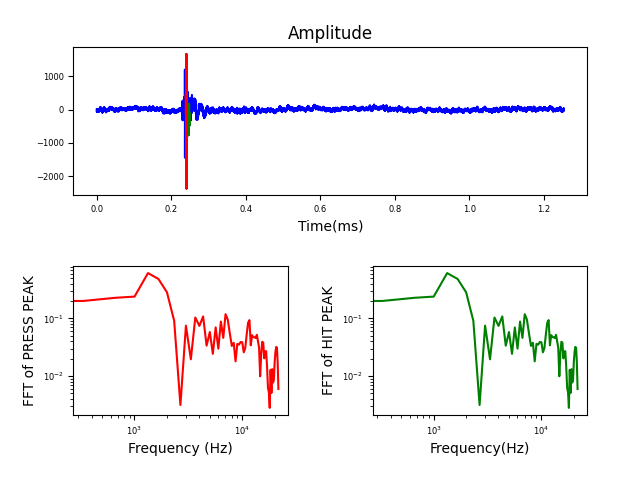 Amplitude
1000
0
−1000
−2000
0.0 0.2 0.4 0.6 0.8 1.0 1.2
Time(ms)
FFT of PRESS PEAK
10⁻¹
10⁻²
10³ 10⁴
Frequency (Hz)
FFT of HIT PEAK
10⁻¹
10⁻²
10³ 10⁴
Frequency(Hz)